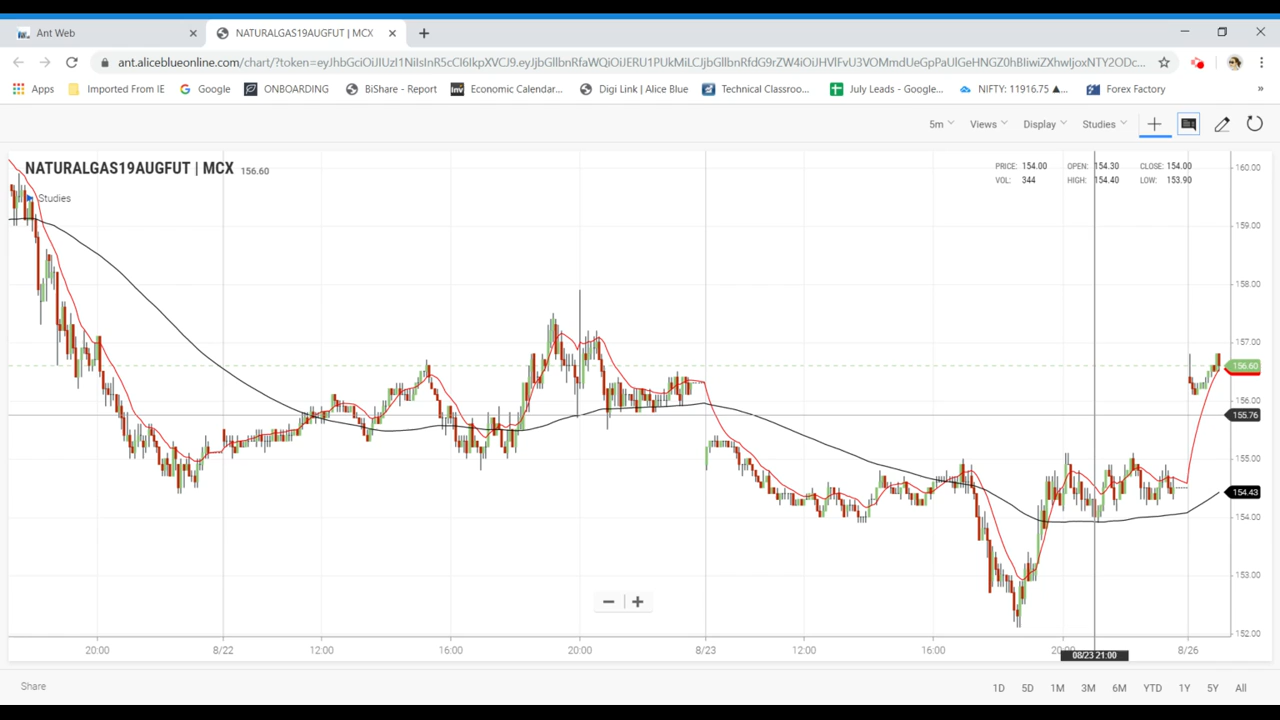 Ant Web
NATURALGAS19AUGFUT | MCX
Apps
Imported From IE
Google
ONBOARDING
BiShare - Report
Economic Calendar...
Digi Link | Alice Blue
Technical Classroo...
July Leads - Google...
NIFTY: 11916.75 ▲...
Forex Factory
»
5m
Views
Display
Studies
NATURALGAS19AUGFUT | MCX 156.60
PRICE: 154.00 OPEN: 154.30 CLOSE: 154.00
VOL: 344 HIGH: 154.40 LOW: 153.90
Studies
160.00
159.00
158.00
157.00
156.60
156.00
155.76
155.00
154.43
154.00
153.00
152.00
20:00 8/22 12:00 16:00 20:00 8/23 12:00 16:00 8/26
08/23 21:00
Share
1D 5D 1M 3M 6M YTD 1Y 5Y All